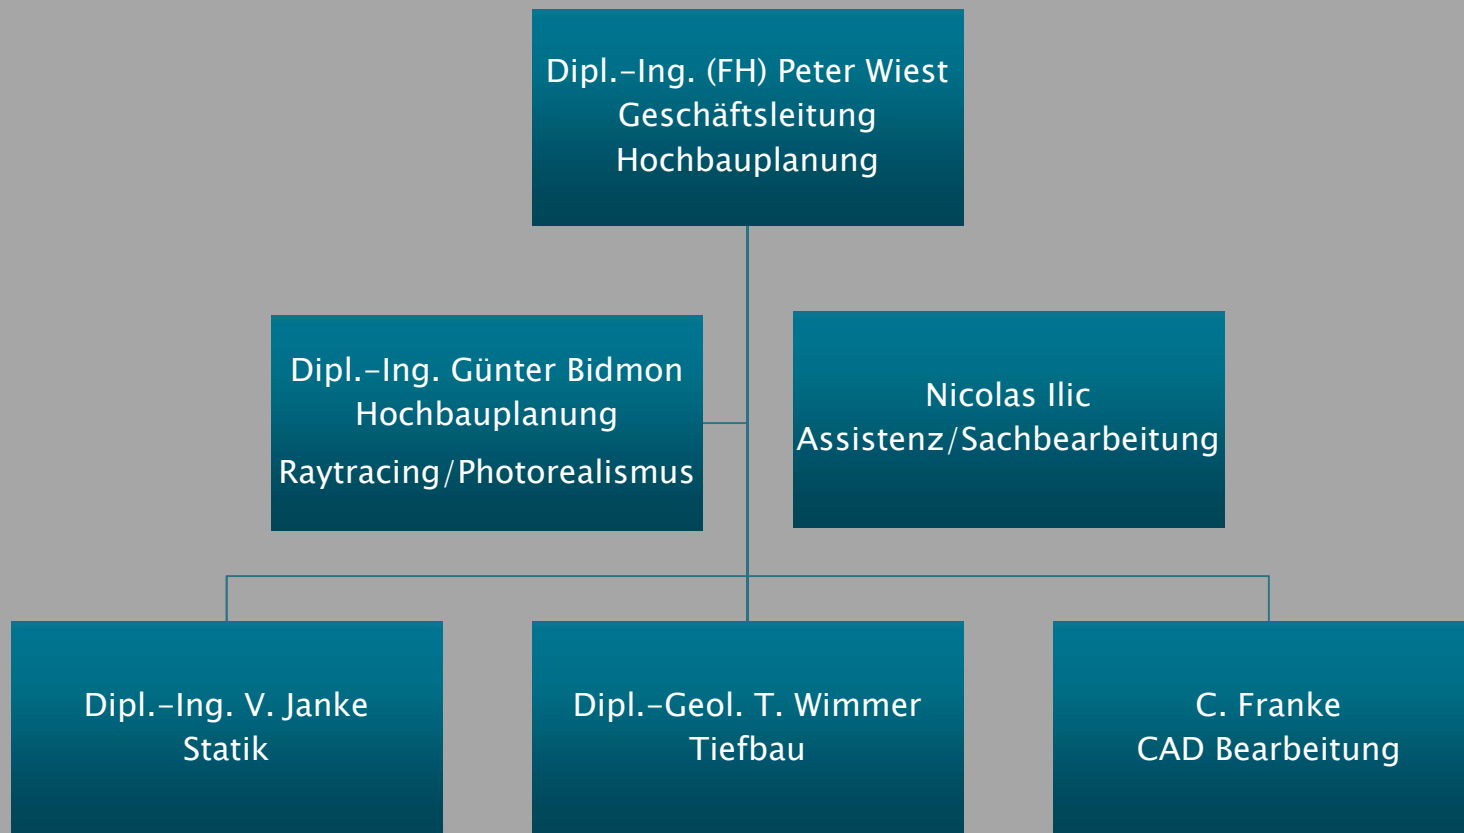 Dipl.-Ing. (FH) Peter Wiest
Geschäftsleitung
Hochbauplanung
Dipl.-Ing. Günter Bidmon
Hochbauplanung
Raytracing/Photorealismus
Nicolas Ilic
Assistenz/Sachbearbeitung
Dipl.-Ing. V. Janke
Statik
Dipl.-Geol. T. Wimmer
Tiefbau
C. Franke
CAD Bearbeitung